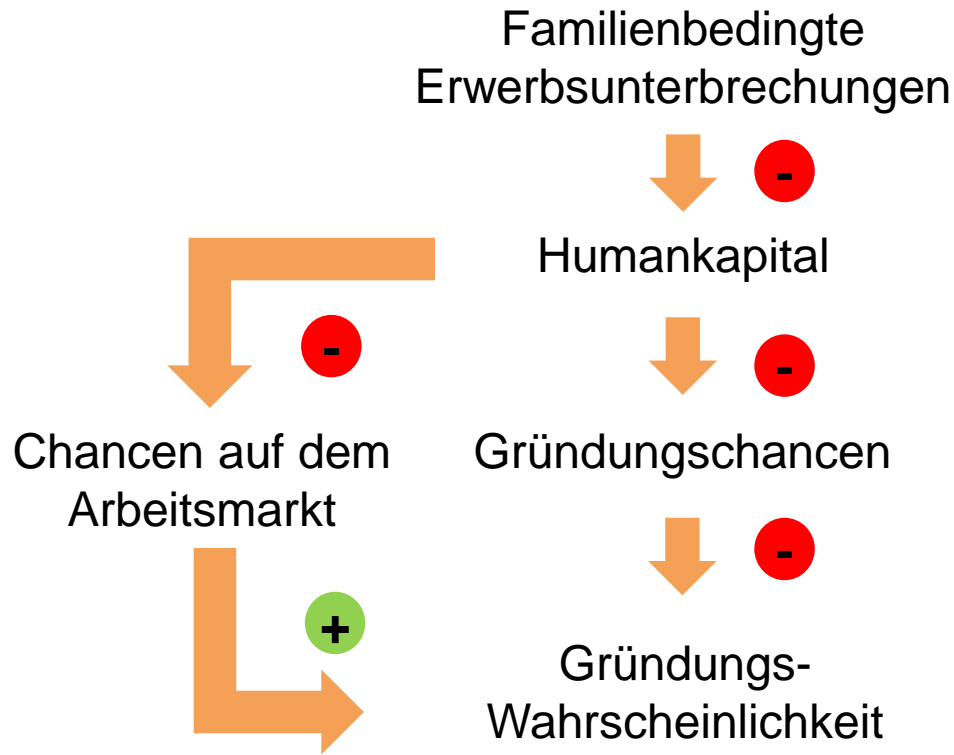 Familienbedingte
Erwerbsunterbrechungen
-
Humankapital
-
-
Chancen auf dem
Arbeitsmarkt
Gründungschancen
-
+
Gründungs-
Wahrscheinlichkeit